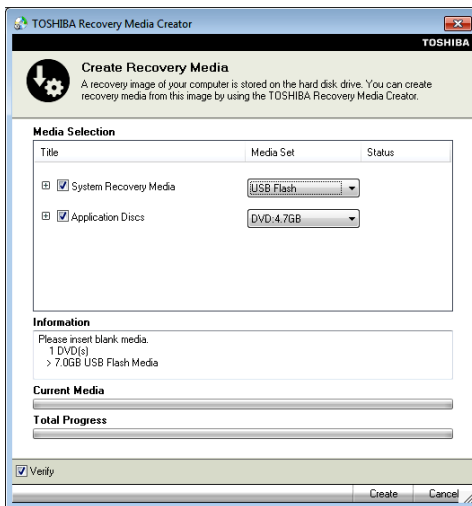 TOSHIBA Recovery Media Creator
TOSHIBA
Create Recovery Media
A recovery image of your computer is stored on the hard disk drive. You can create
recovery media from this image by using the TOSHIBA Recovery Media Creator.
Media Selection
Title Media Set Status
System Recovery Media USB Flash
Application Discs DVD:4.7GB
Information
Please insert blank media.
1 DVD(s)
> 7.0GB USB Flash Media
Current Media
Total Progress
Verify
Create Cancel